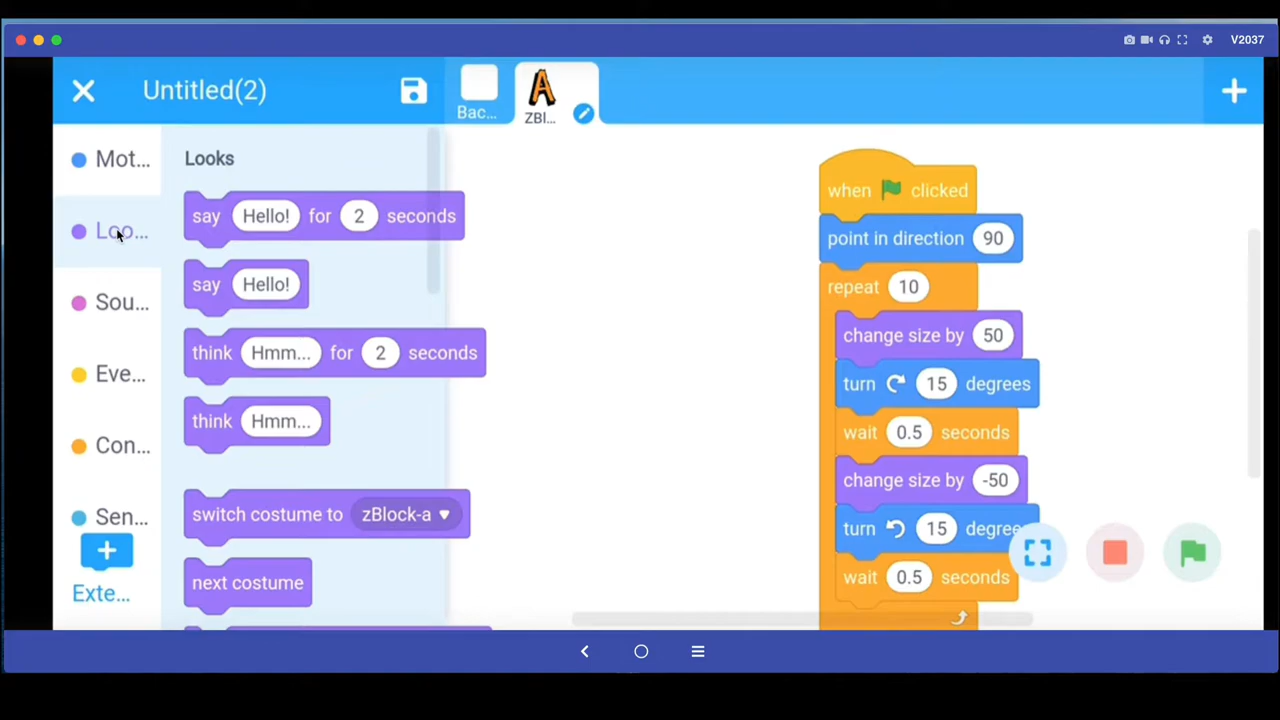 V2037
Untitled(2)
Bac...
ZBl...
Mot...
Loo...
Sou...
Eve...
Con...
Sen...
Exte...
Looks
say Hello! for 2 seconds
say Hello!
think Hmm... for 2 seconds
think Hmm...
switch costume to zBlock-a
next costume
when clicked
point in direction 90
repeat 10
change size by 50
turn 15 degrees
wait 0.5 seconds
change size by -50
turn 15 degrees
wait 0.5 seconds